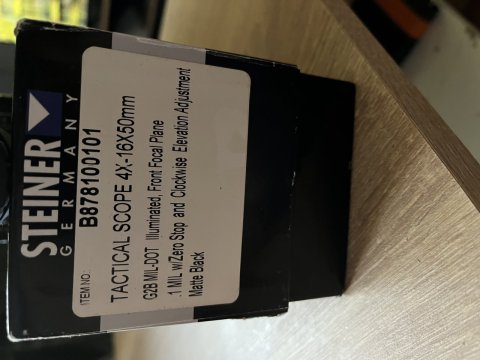 STEINER
GERMANY
ITEM NO.:
B878100101
TACTICAL SCOPE 4X-16X50mm
G2B MIL-DOT Illuminated, Front Focal Plane
.1 MIL w/Zero Stop and Clockwise Elevation Adjustment
Matte Black